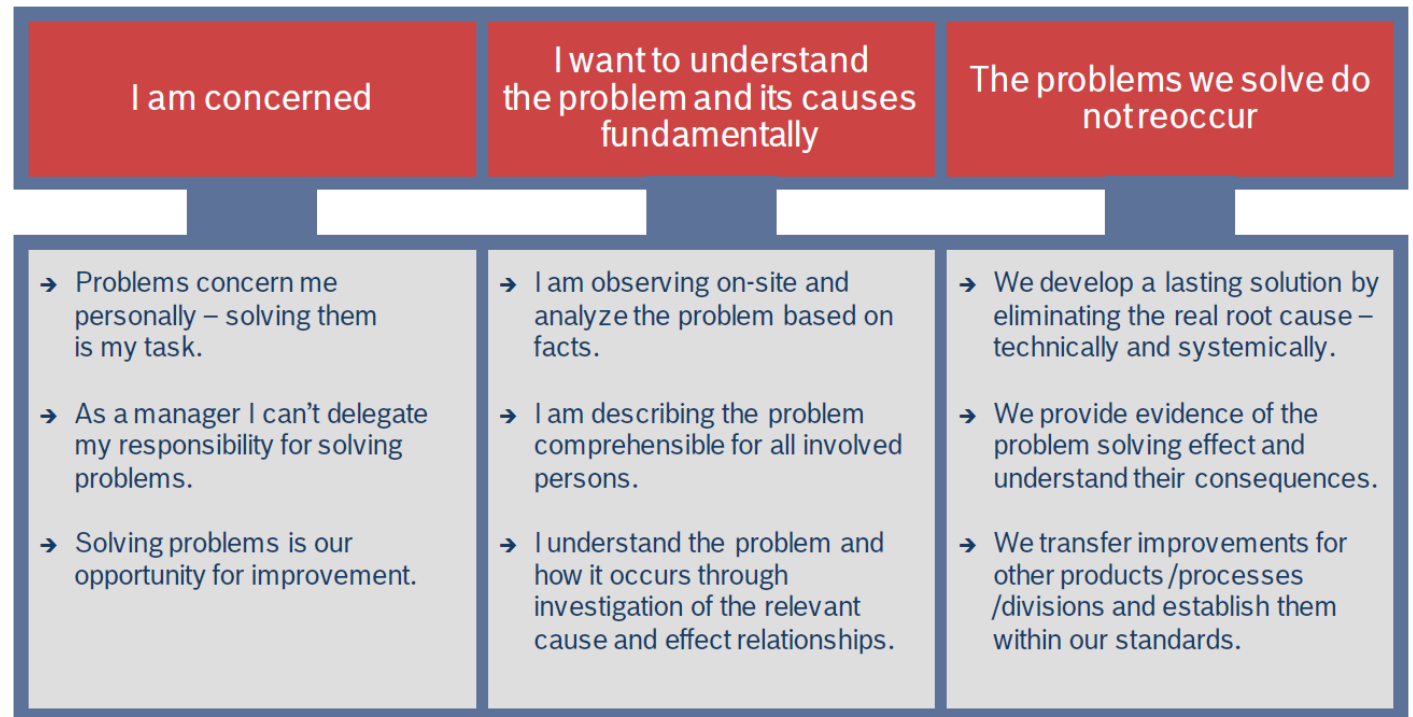 I am concerned
I want to understand
the problem and its causes
fundamentally
The problems we solve do
not reoccur
→ Problems concern me
personally – solving them
is my task.
→ As a manager I can't delegate
my responsibility for solving
problems.
→ Solving problems is our
opportunity for improvement.
→ I am observing on-site and
analyze the problem based on
facts.
→ I am describing the problem
comprehensible for all involved
persons.
→ I understand the problem and
how it occurs through
investigation of the relevant
cause and effect relationships.
→ We develop a lasting solution by
eliminating the real root cause –
technically and systemically.
→ We provide evidence of the
problem solving effect and
understand their consequences.
→ We transfer improvements for
other products /processes
/divisions and establish them
within our standards.